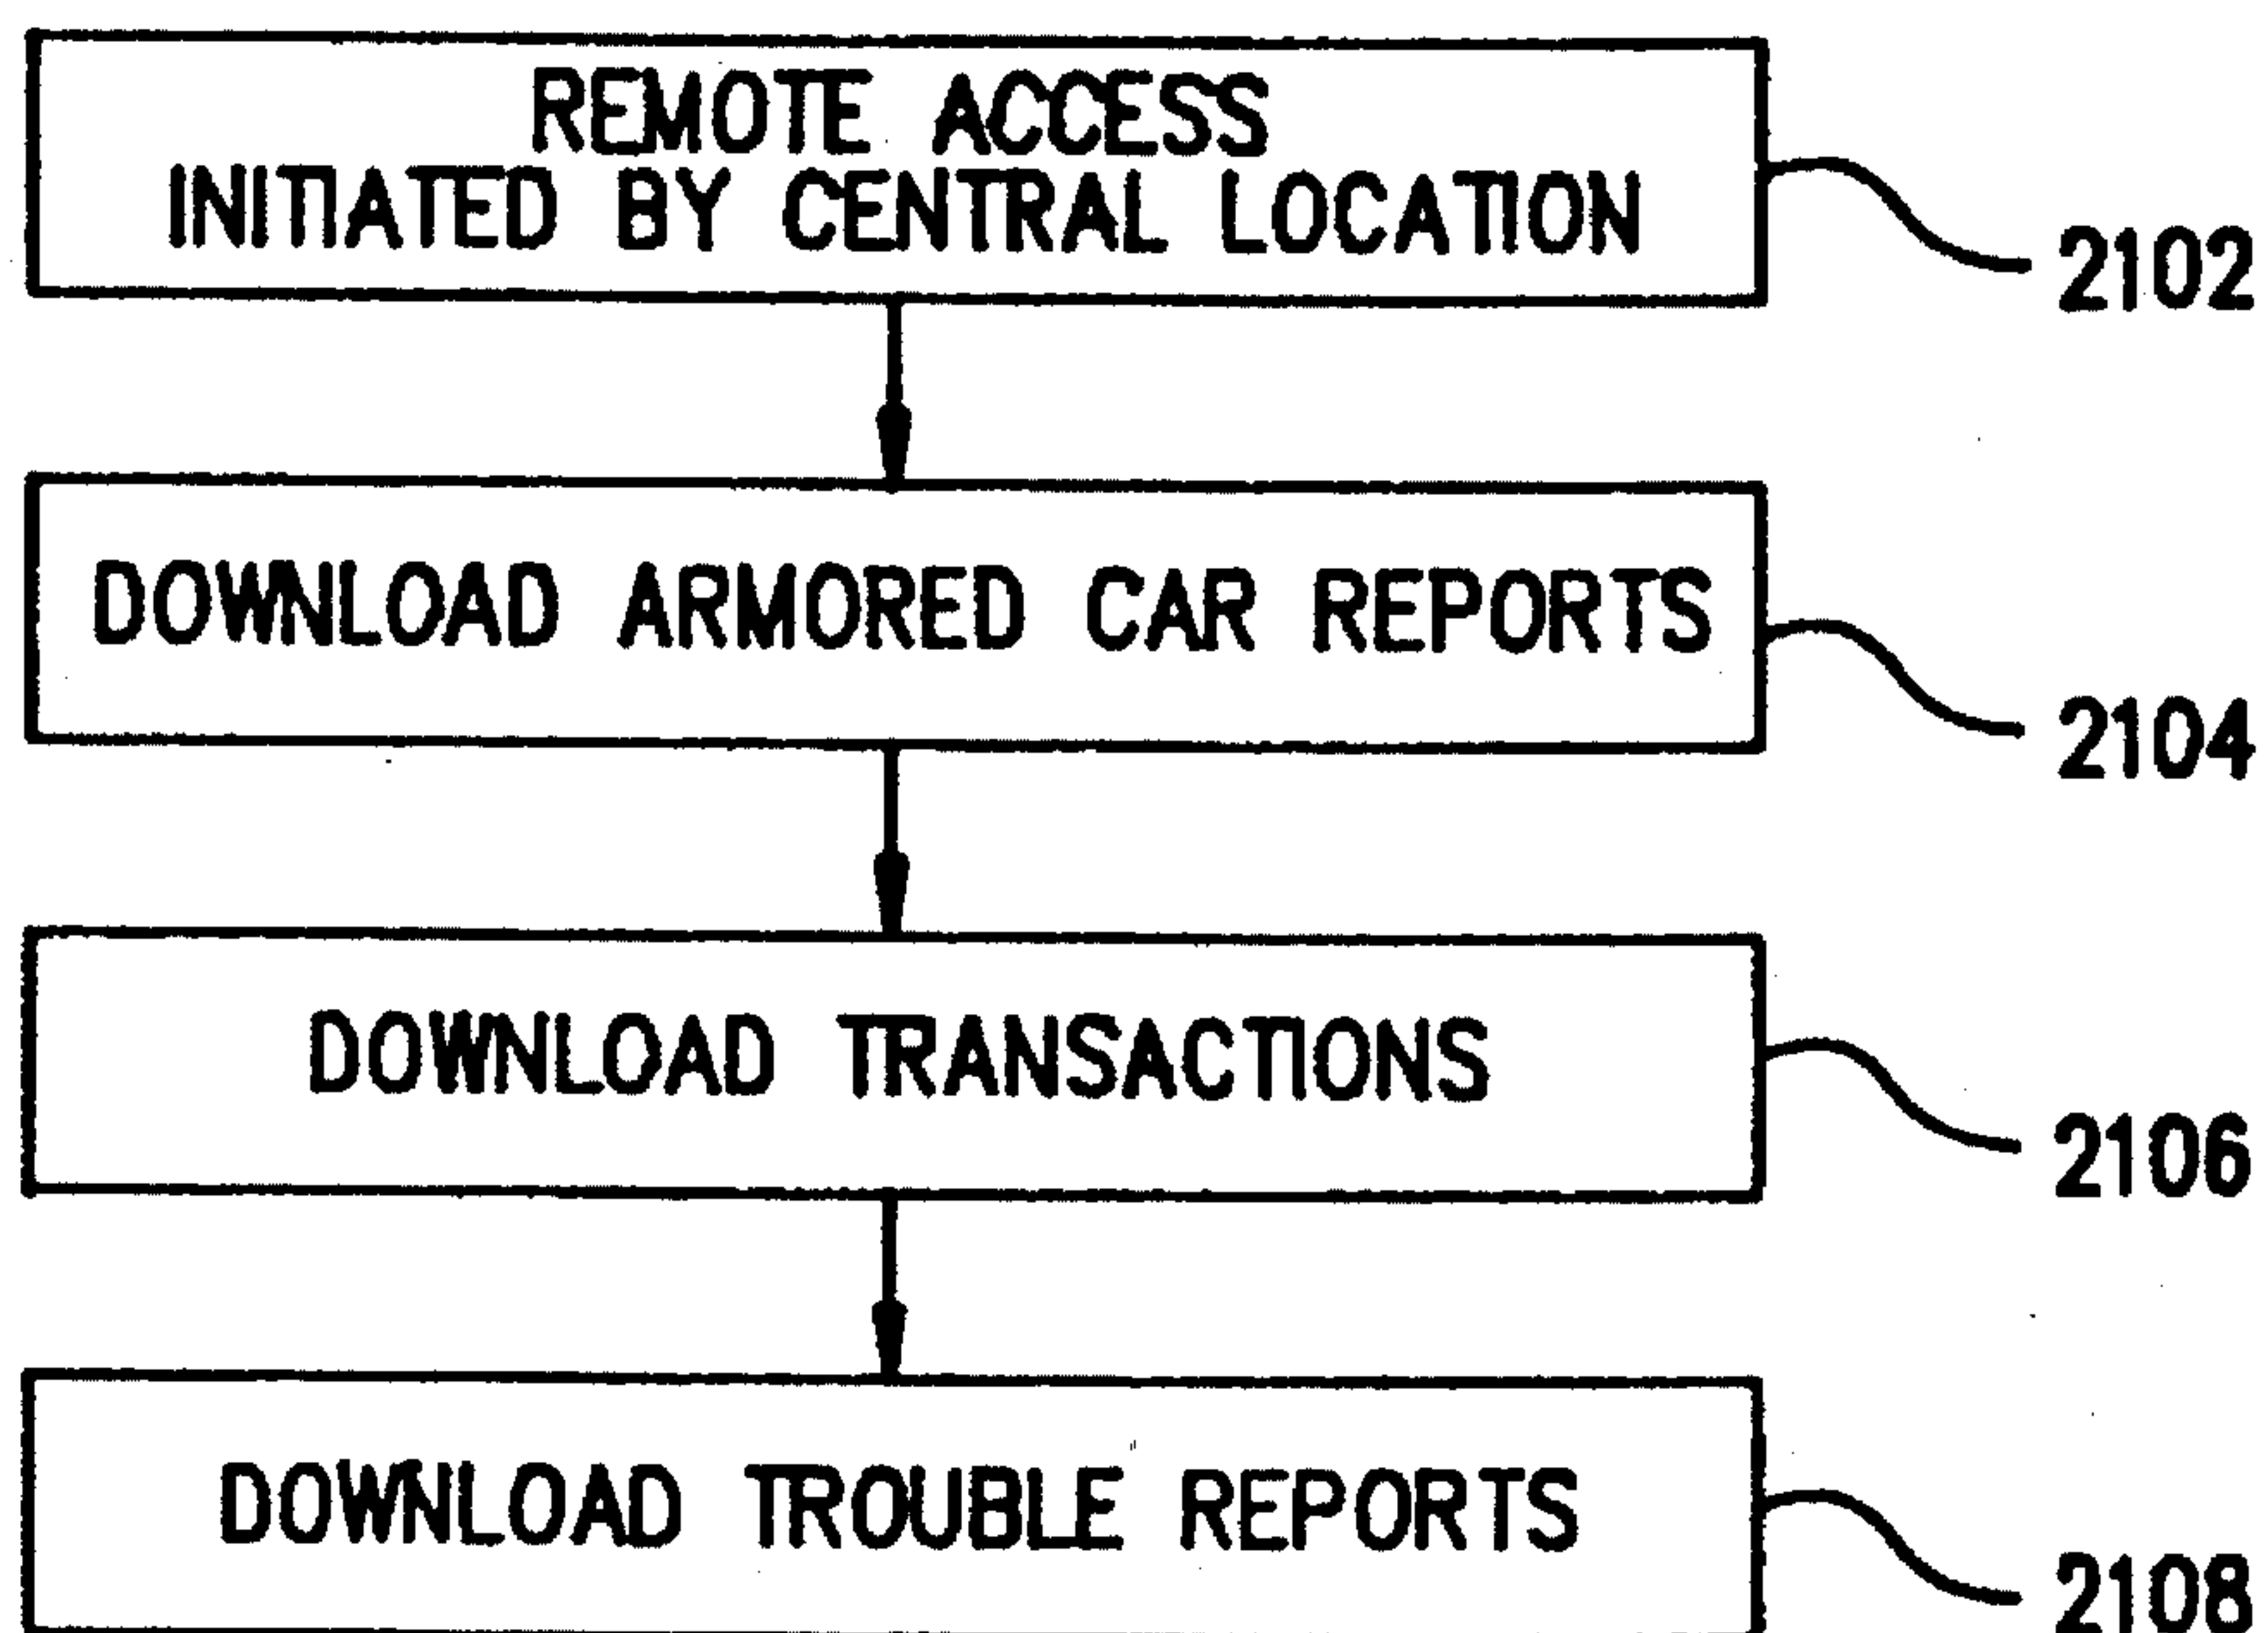 REMOTE ACCESS
INITIATED BY CENTRAL LOCATION
2102
DOWNLOAD ARMORED CAR REPORTS
2104
DOWNLOAD TRANSACTIONS
2106
DOWNLOAD TROUBLE REPORTS
2108